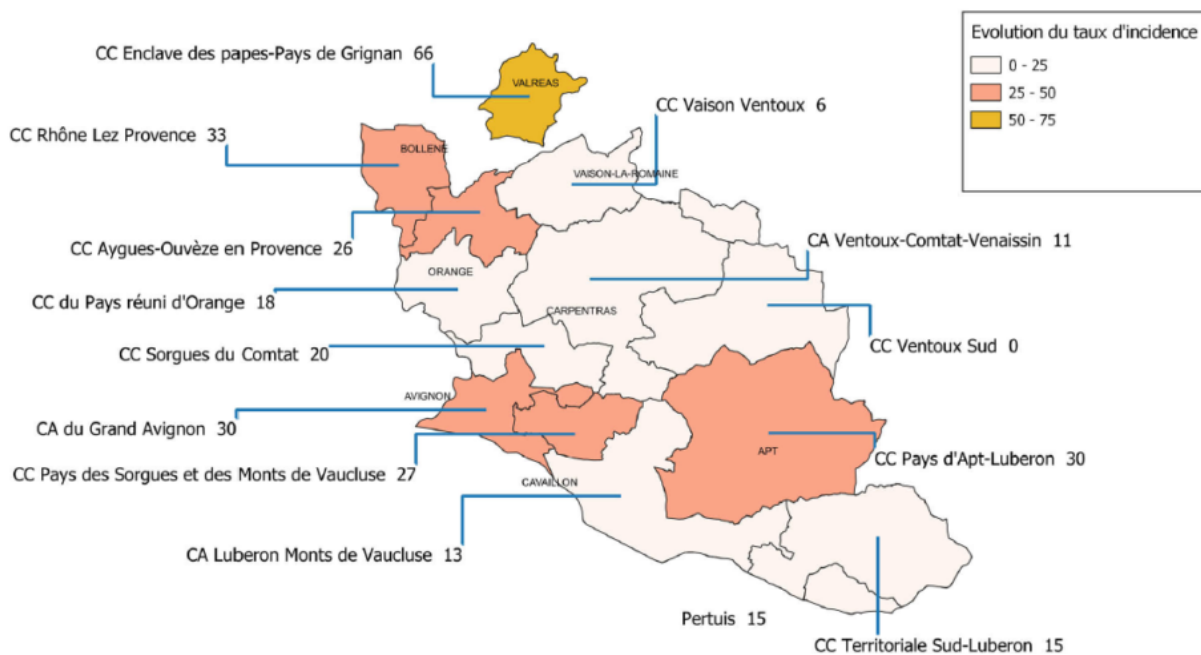 Evolution du taux d'incidence
0 - 25
25 - 50
50 - 75
CC Enclave des papes-Pays de Grignan 66
VALREAS
CC Vaison Ventoux 6
CC Rhône Lez Provence 33
BOLLENE
VAISON-LA-ROMAINE
CC Aygues-Ouvèze en Provence 26
CA Ventoux-Comtat-Venaissin 11
ORANGE
CC du Pays réuni d'Orange 18
CARPENTRAS
CC Sorgues du Comtat 20
CC Ventoux Sud 0
AVIGNON
CA du Grand Avignon 30
APT
CC Pays d'Apt-Luberon 30
CC Pays des Sorgues et des Monts de Vaucluse 27
CAVAILLON
CA Luberon Monts de Vaucluse 13
Pertuis 15
CC Territoriale Sud-Luberon 15